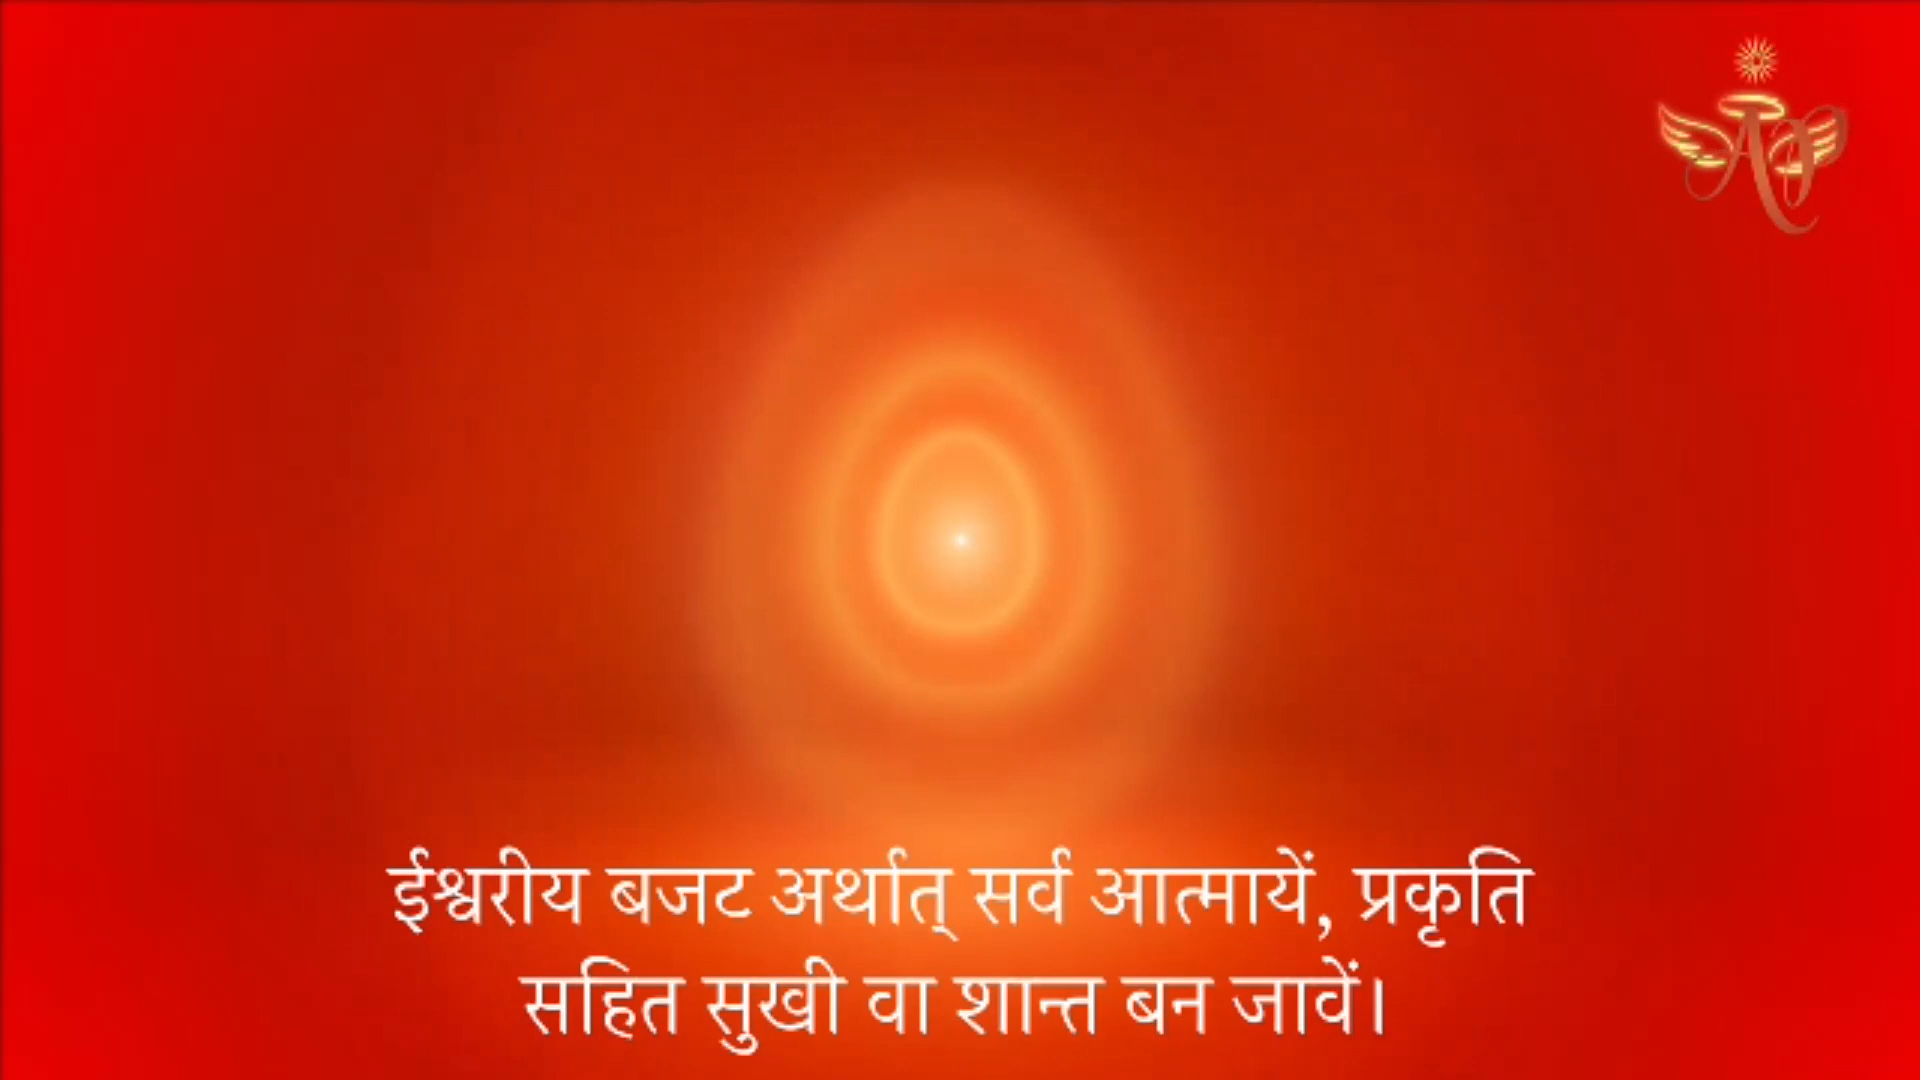 ईश्वरीय बजट अर्थात् सर्व आत्मायें, प्रकृति
सहित सुखी वा शान्त बन जावें।